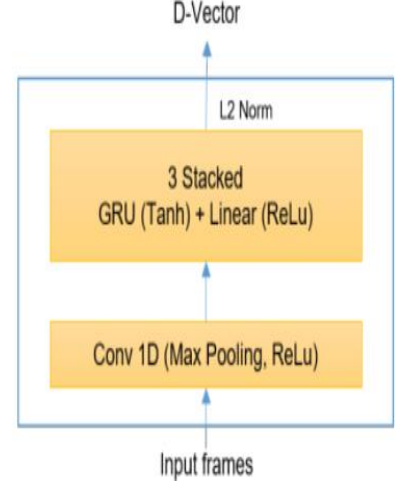 D-Vector
L2 Norm
3 Stacked
GRU (Tanh) + Linear (ReLu)
Conv 1D (Max Pooling, ReLu)
Input frames